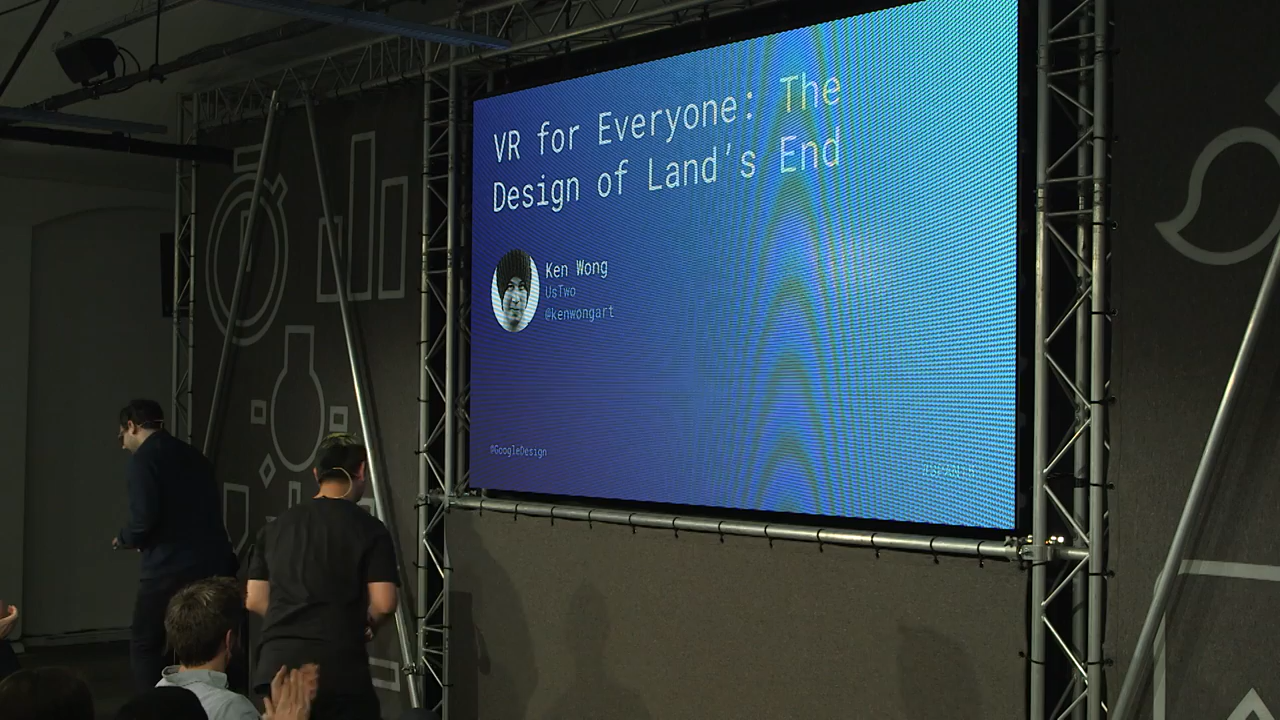 VR for Everyone: The
Design of Land's End
Ken Wong
UsTwo
@kenwongart
#GoogleDesign